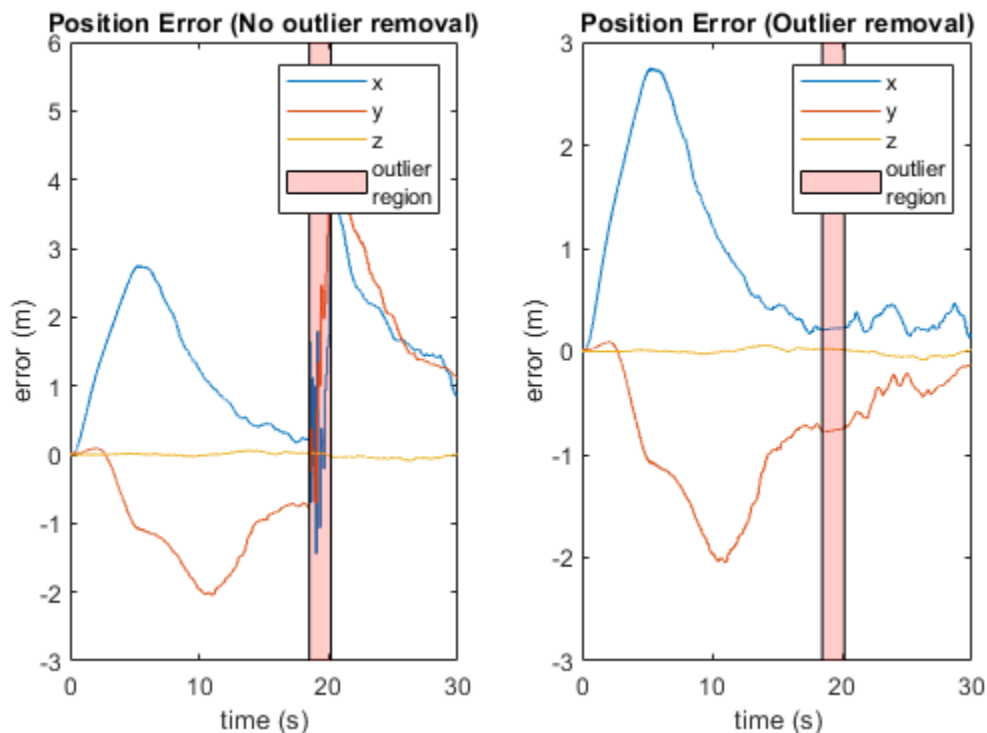 Position Error (No outlier removal)
6
5
4
3
2
1
0
-1
-2
-3
error (m)
0
10
20
30
time (s)
x
y
z
outlier
region
Position Error (Outlier removal)
3
2
1
0
-1
-2
-3
error (m)
0
10
20
30
time (s)
x
y
z
outlier
region